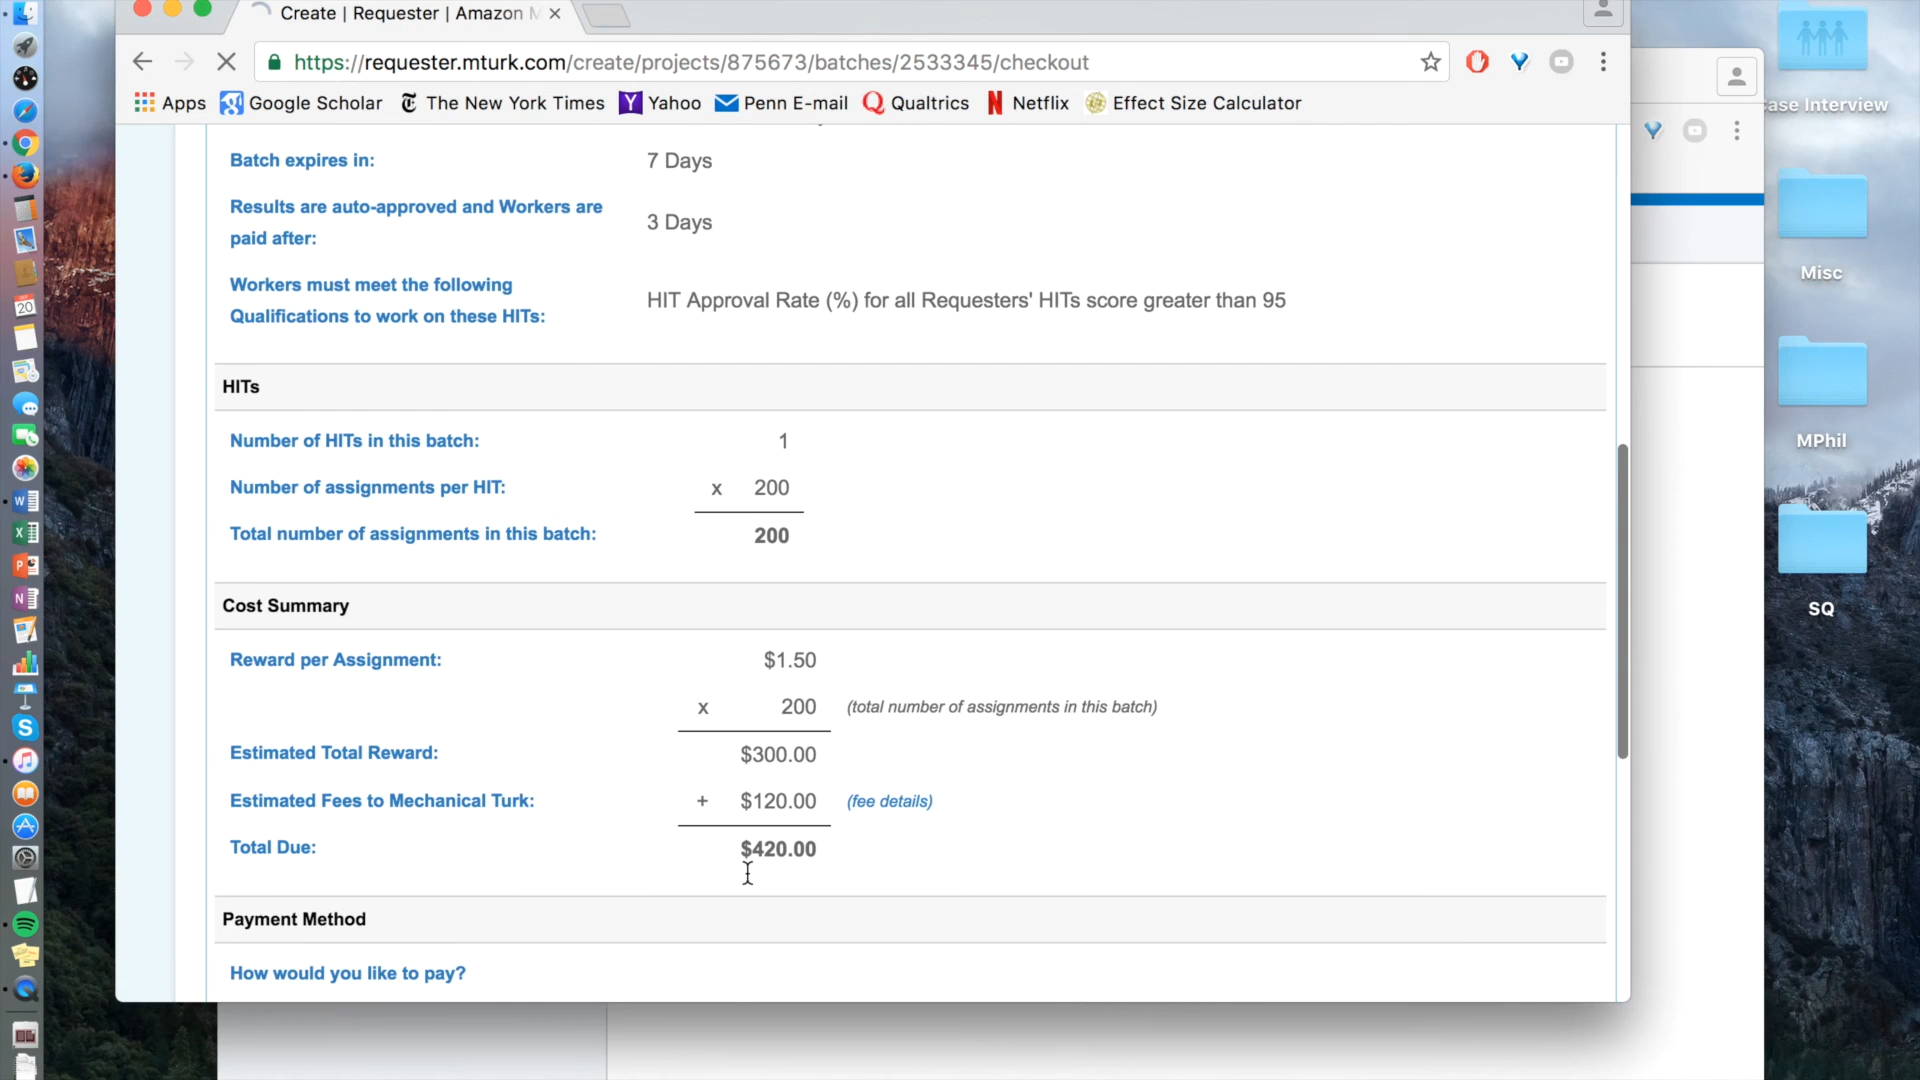 Create | Requester | Amazon M
https://requester.mturk.com/create/projects/875673/batches/2533345/checkout
Apps Google Scholar The New York Times Yahoo Penn E-mail Qualtrics Netflix Effect Size Calculator
Batch expires in: 7 Days
Results are auto-approved and Workers are
paid after: 3 Days
Workers must meet the following
Qualifications to work on these HITs: HIT Approval Rate (%) for all Requesters' HITs score greater than 95
HITs
Number of HITs in this batch: 1
Number of assignments per HIT: x 200
Total number of assignments in this batch: 200
Cost Summary
Reward per Assignment: $1.50
x 200 (total number of assignments in this batch)
Estimated Total Reward: $300.00
Estimated Fees to Mechanical Turk: + $120.00 (fee details)
Total Due: $420.00
Payment Method
How would you like to pay?
ase Interview
Misc
MPhil
SQ
20